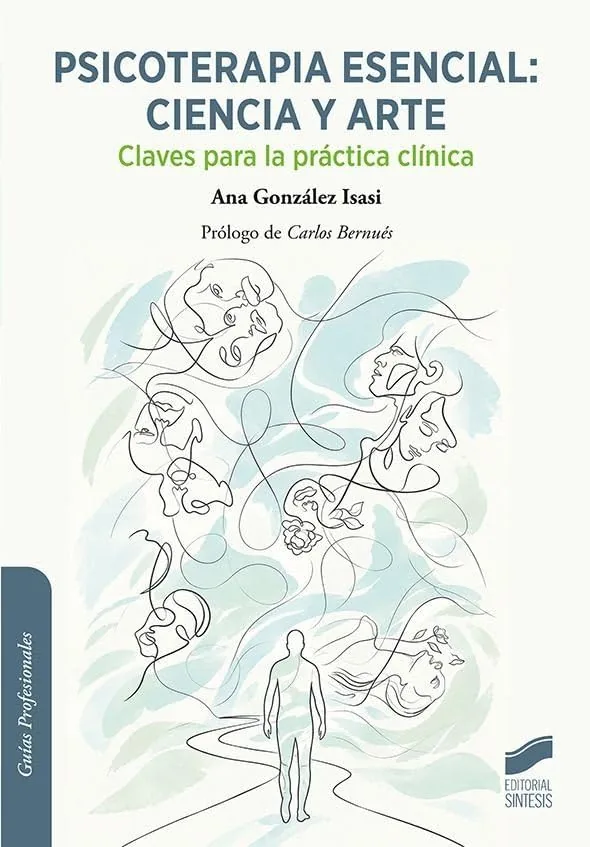 PSICOTERAPIA ESENCIAL:
CIENCIA Y ARTE
Claves para la práctica clínica
Ana González Isasi
Prólogo de Carlos Bernués
Guías Profesionales
EDITORIAL
SINTESIS